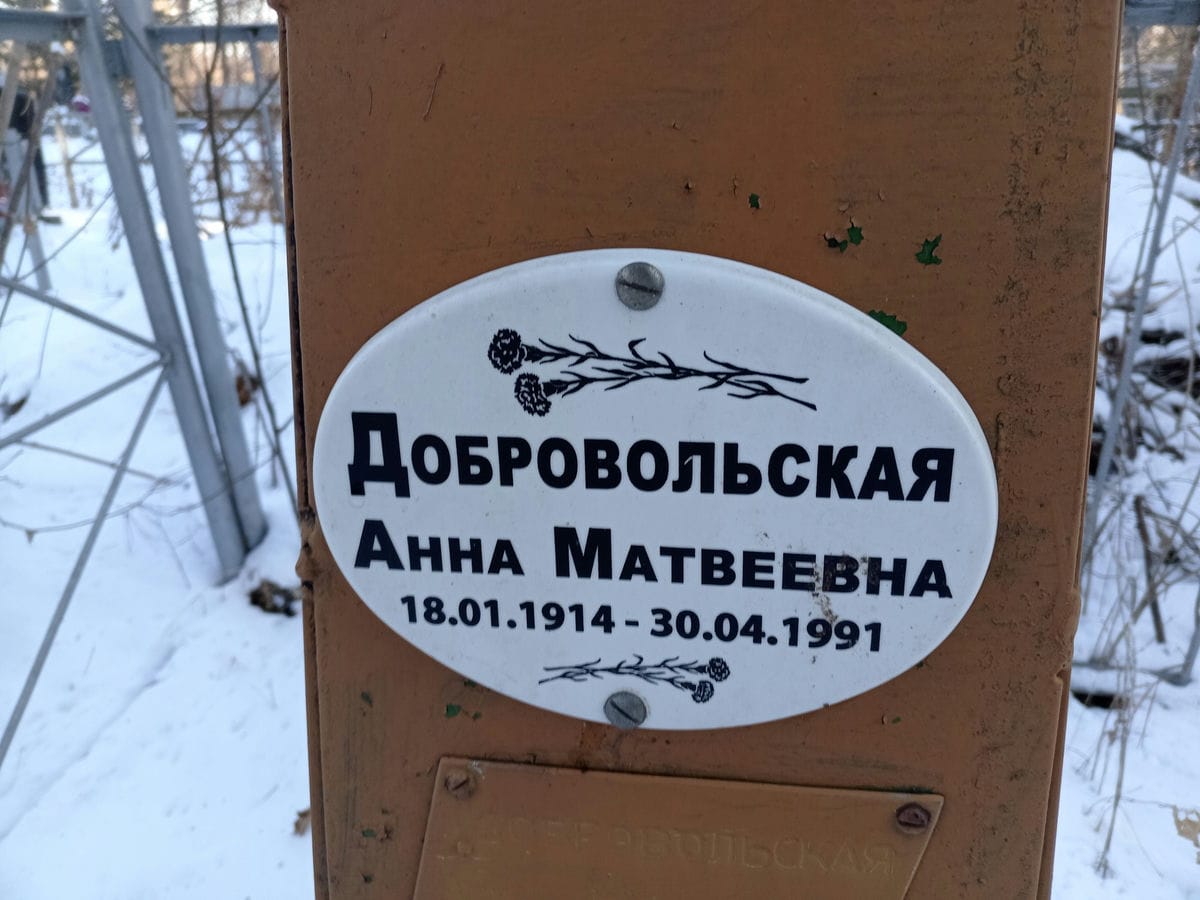 Добровольская
Анна Матвеевна
18.01.1914 - 30.04.1991